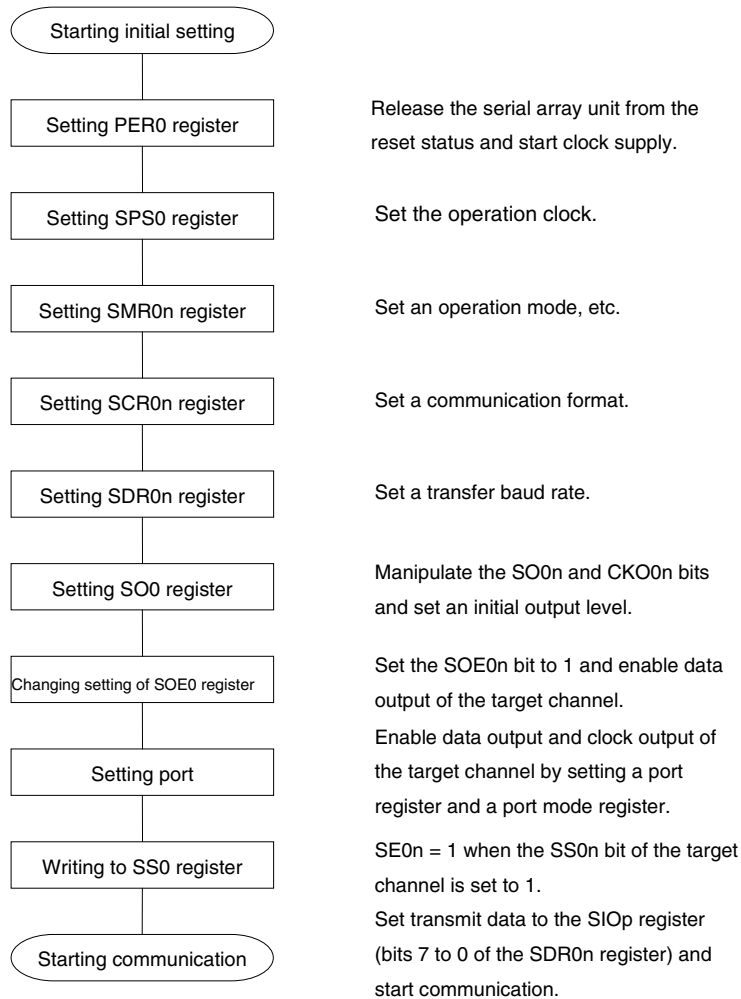 Starting initial setting
Setting PER0 register
Release the serial array unit from the
reset status and start clock supply.
Setting SPS0 register
Set the operation clock.
Setting SMR0n register
Set an operation mode, etc.
Setting SCR0n register
Set a communication format.
Setting SDR0n register
Set a transfer baud rate.
Setting SO0 register
Manipulate the SO0n and CKO0n bits
and set an initial output level.
Changing setting of SOE0 register
Set the SOE0n bit to 1 and enable data
output of the target channel.
Setting port
Enable data output and clock output of
the target channel by setting a port
register and a port mode register.
Writing to SS0 register
SE0n = 1 when the SS0n bit of the target
channel is set to 1.
Starting communication
Set transmit data to the SIOp register
(bits 7 to 0 of the SDR0n register) and
start communication.